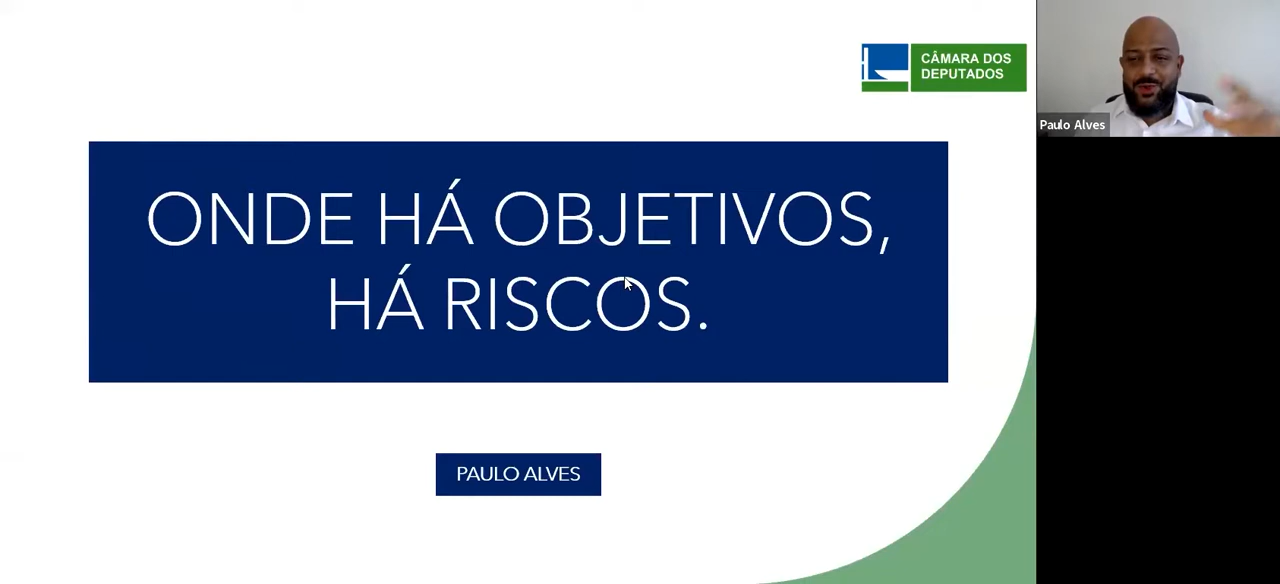 CÂMARA DOS
DEPUTADOS
Paulo Alves
ONDE HÁ OBJETIVOS,
HÁ RISCOS.
PAULO ALVES